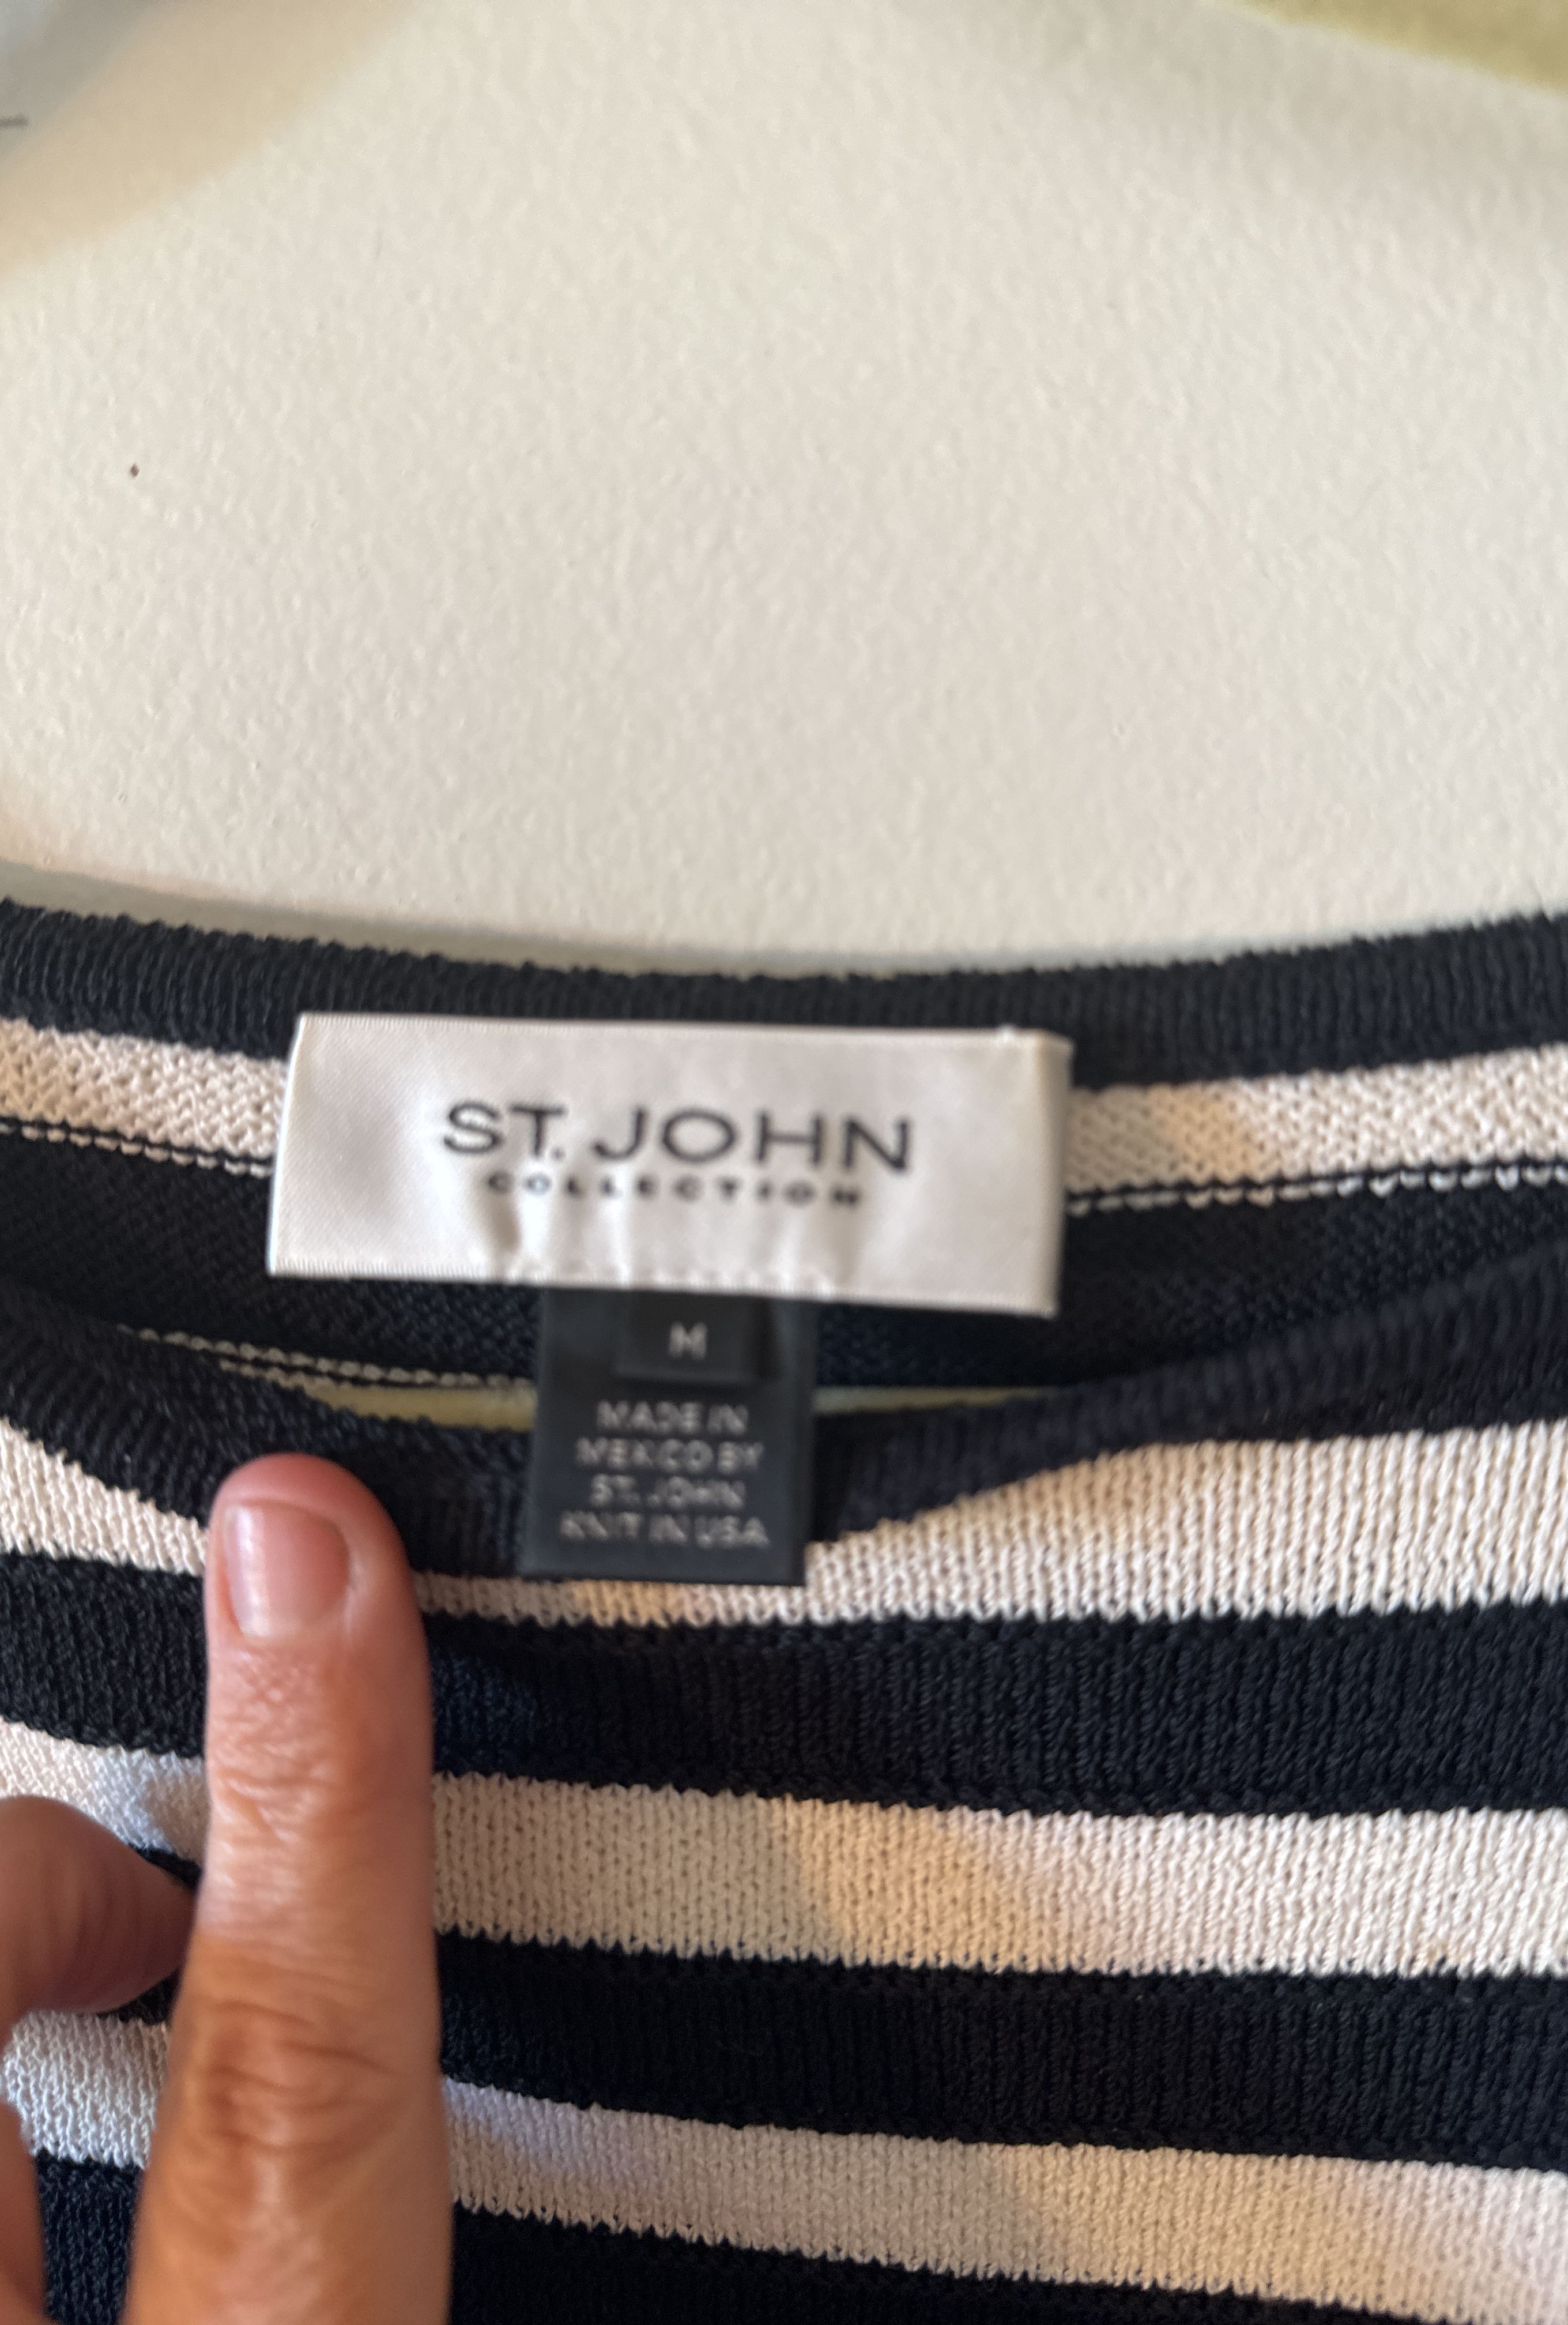 ST. JOHN
COLLECTION
M
MADE IN
MEXICO BY
ST. JOHN
KNIT IN USA